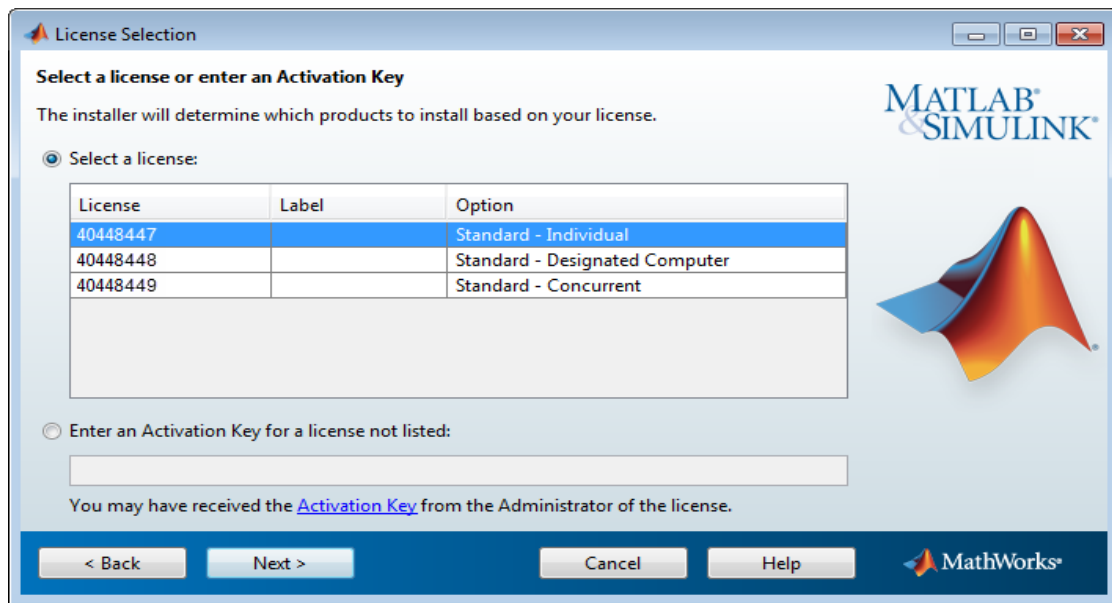 License Selection
Select a license or enter an Activation Key
The installer will determine which products to install based on your license.
MATLAB®
&SIMULINK®
Select a license:
License Label Option
40448447 Standard - Individual
40448448 Standard - Designated Computer
40448449 Standard - Concurrent
Enter an Activation Key for a license not listed:
You may have received the Activation Key from the Administrator of the license.
< Back Next > Cancel Help MathWorks®